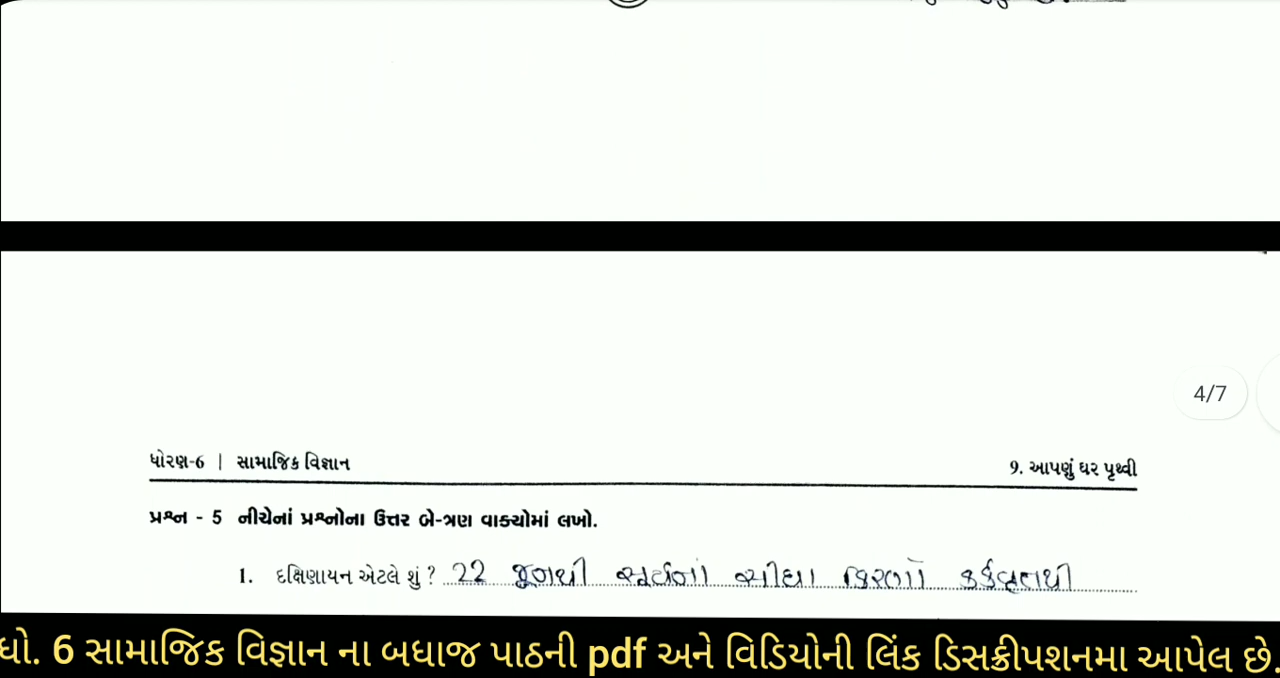 4/7
ધોરણ-6 | સામાજિક વિજ્ઞાન
9. આપણું ઘર પૃથ્વી
પ્રશ્ન - 5 નીચેનાં પ્રશ્નોના ઉત્તર બે-ત્રણ વાક્યોમાં લખો.
1. દક્ષિણાયન એટલે શું ? 22 જૂનથી સૂર્યનાં સીધા કિરણો કર્કવૃતથી
ધો. 6 સામાજિક વિજ્ઞાન ના બધાજ પાઠની pdf અને વિડિયોની લિંક ડિસક્રીપશનમા આપેલ છે.